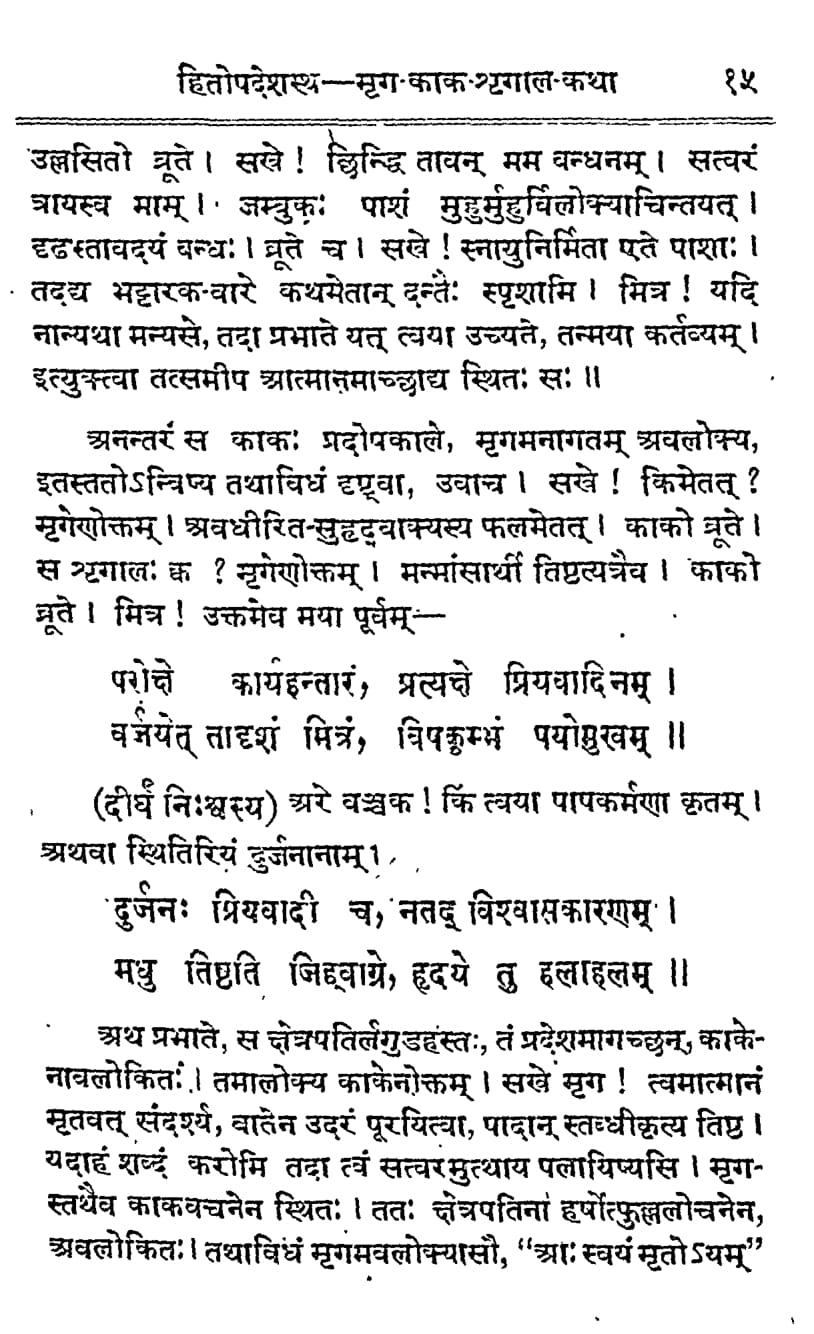 हितोपदेशस्थ—मृग-काक-शृगाल-कथा १५
उल्लसितो ब्रूते । सखे ! छिन्द्धि तावन् मम बन्धनम् । सत्वरं
त्रायस्व माम् । जम्बुकः पाशं मुहुर्मुहुर्विलोक्याचिन्तयत् ।
दृढस्तावदयं बन्धः । ब्रूते च । सखे ! स्नायुनिर्मिता एते पाशाः ।
तदद्य भट्टारक-वारे कथमेतान् दन्तैः स्पृशामि । मित्र ! यदि
नान्यथा मन्यसे, तदा प्रभाते यत् त्वया उच्यते, तन्मया कर्तव्यम् ।
इत्युक्त्वा तत्समीप आत्मानमाच्छाद्य स्थितः सः ॥
अनन्तरं स काकः प्रदोषकाले, मृगमनागतम् अवलोक्य,
इतस्ततोऽन्विष्य तथाविधं दृष्ट्वा, उवाच । सखे ! किमेतत् ?
मृगेणोक्तम् । अवधीरित-सुहृद्वाक्यस्य फलमेतत् । काको ब्रूते ।
स शृगालः क्व ? मृगेणोक्तम् । मन्मांसार्थी तिष्ठत्यत्रैव । काको
ब्रूते । मित्र ! उक्तमेव मया पूर्वम्—
परोक्षे कार्यहन्तारं, प्रत्यक्षे प्रियवादिनम् ।
वर्जयेत् तादृशं मित्रं, विषकुम्भं पयोमुखम् ॥
(दीर्घं निःश्वस्य) अरे वञ्चक ! किं त्वया पापकर्मणा कृतम् ।
अथवा स्थितिरियं दुर्जनानाम् ।
दुर्जनः प्रियवादी च, नतद् विश्वासकारणम् ।
मधु तिष्ठति जिह्वाग्रे, हृदये तु हलाहलम् ॥
अथ प्रभाते, स क्षेत्रपतिर्लगुडहस्तः, तं प्रदेशमागच्छन्, काके-
नावलोकितः । तमालोक्य काकेनोक्तम् । सखे मृग ! त्वमात्मानं
मृतवत् संदर्श्य, वातेन उदरं पूरयित्वा, पादान् स्तब्धीकृत्य तिष्ठ ।
यदाहं शब्दं करोमि तदा त्वं सत्वरमुत्थाय पलायिष्यसि । मृग-
स्तथैव काकवचनेन स्थितः । ततः क्षेत्रपतिना हर्षोत्फुल्ललोचनेन,
अवलोकितः । तथाविधं मृगमवलोक्यासौ, “आः स्वयं मृतोऽयम्”